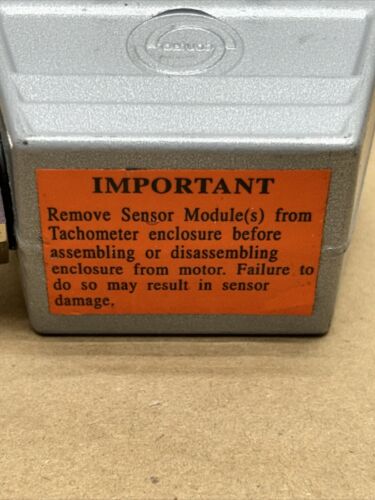 IMPORTANT
Remove Sensor Module(s) from
Tachometer enclosure before
assembling or disassembling
enclosure from motor. Failure to
do so may result in sensor
damage.